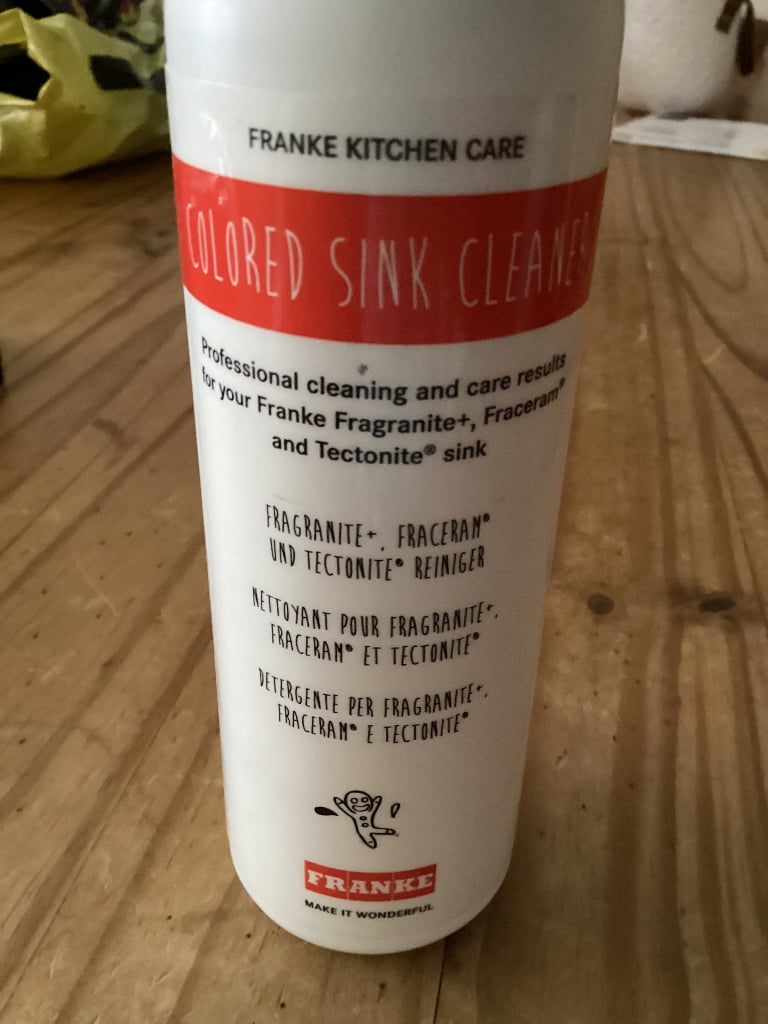 FRANKE KITCHEN CARE
COLORED SINK CLEANER
Professional cleaning and care results
for your Franke Fragranite+, Fraceram®
and Tectonite® sink
FRAGRANITE+, FRACERAM®
UND TECTONITE® REINIGER
NETTOYANT POUR FRAGRANITE+,
FRACERAM® ET TECTONITE®
DETERGENTE PER FRAGRANITE+,
FRACERAM® E TECTONITE®
FRANKE
MAKE IT WONDERFUL